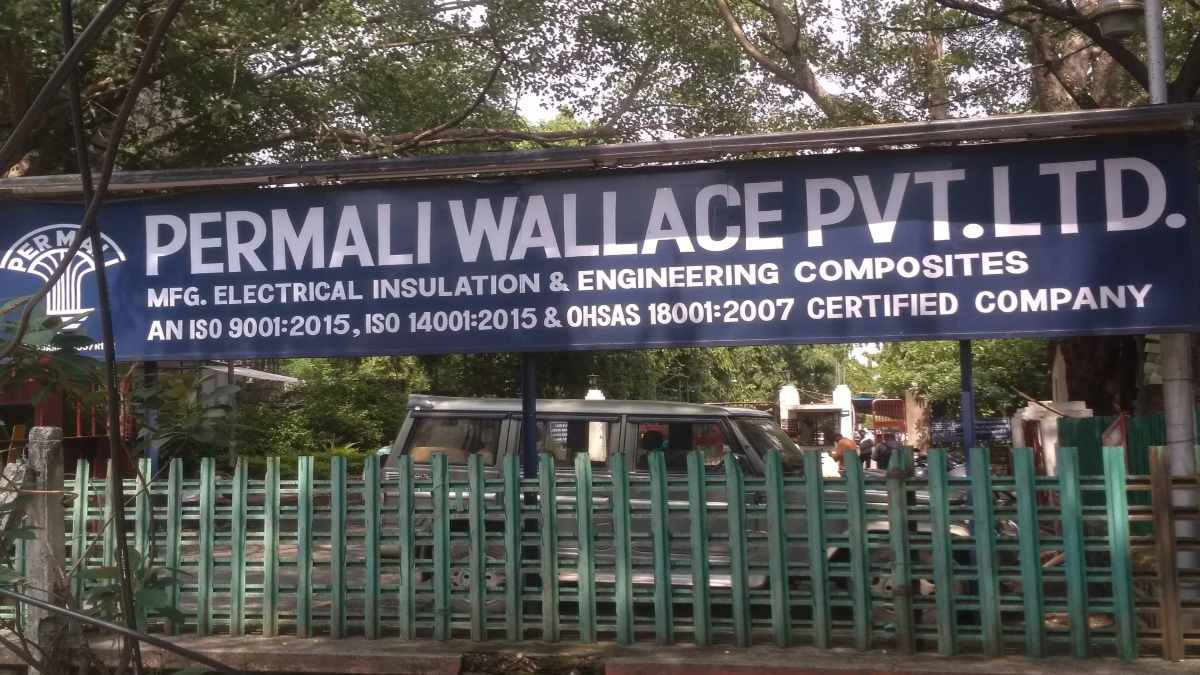 PERMALI WALLACE PVT.LTD.
MFG. ELECTRICAL INSULATION & ENGINEERING COMPOSITES
AN ISO 9001:2015, ISO 14001:2015 & OHSAS 18001:2007 CERTIFIED COMPANY
PERMALI